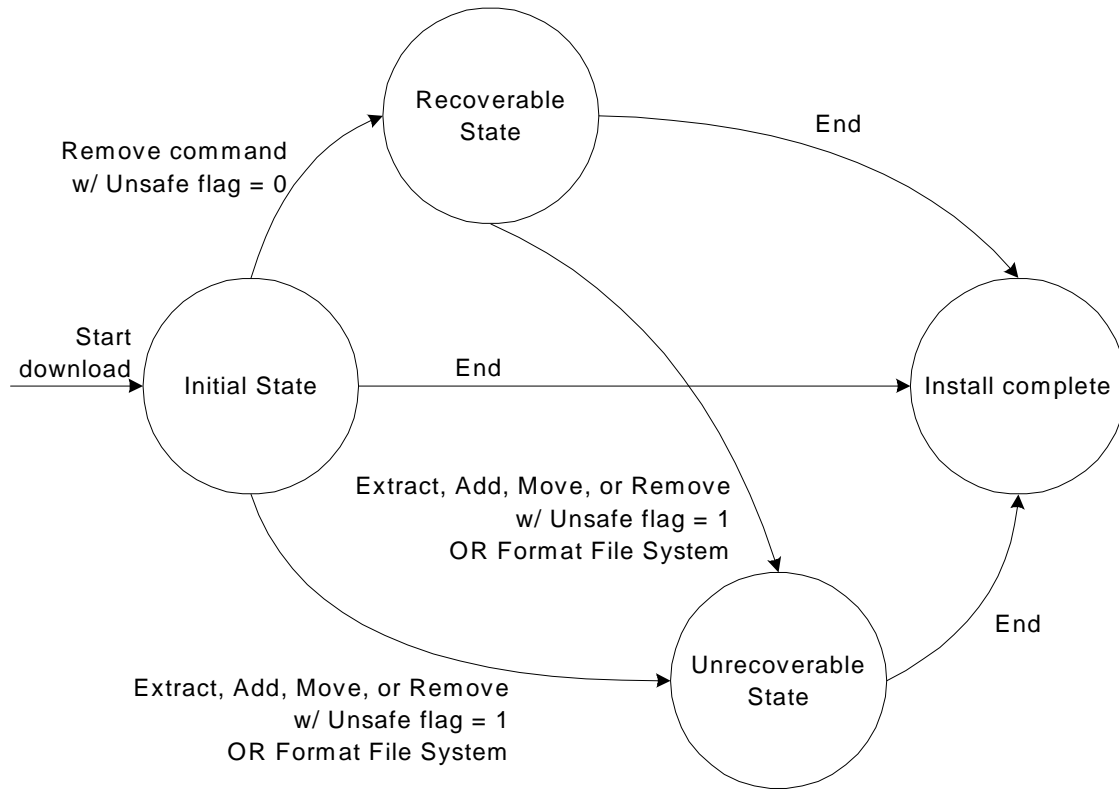 Recoverable
State
End
Remove command
w/ Unsafe flag = 0
Start
download
Initial State
End
Install complete
Extract, Add, Move, or Remove
w/ Unsafe flag = 1
OR Format File System
End
Unrecoverable
State
Extract, Add, Move, or Remove
w/ Unsafe flag = 1
OR Format File System